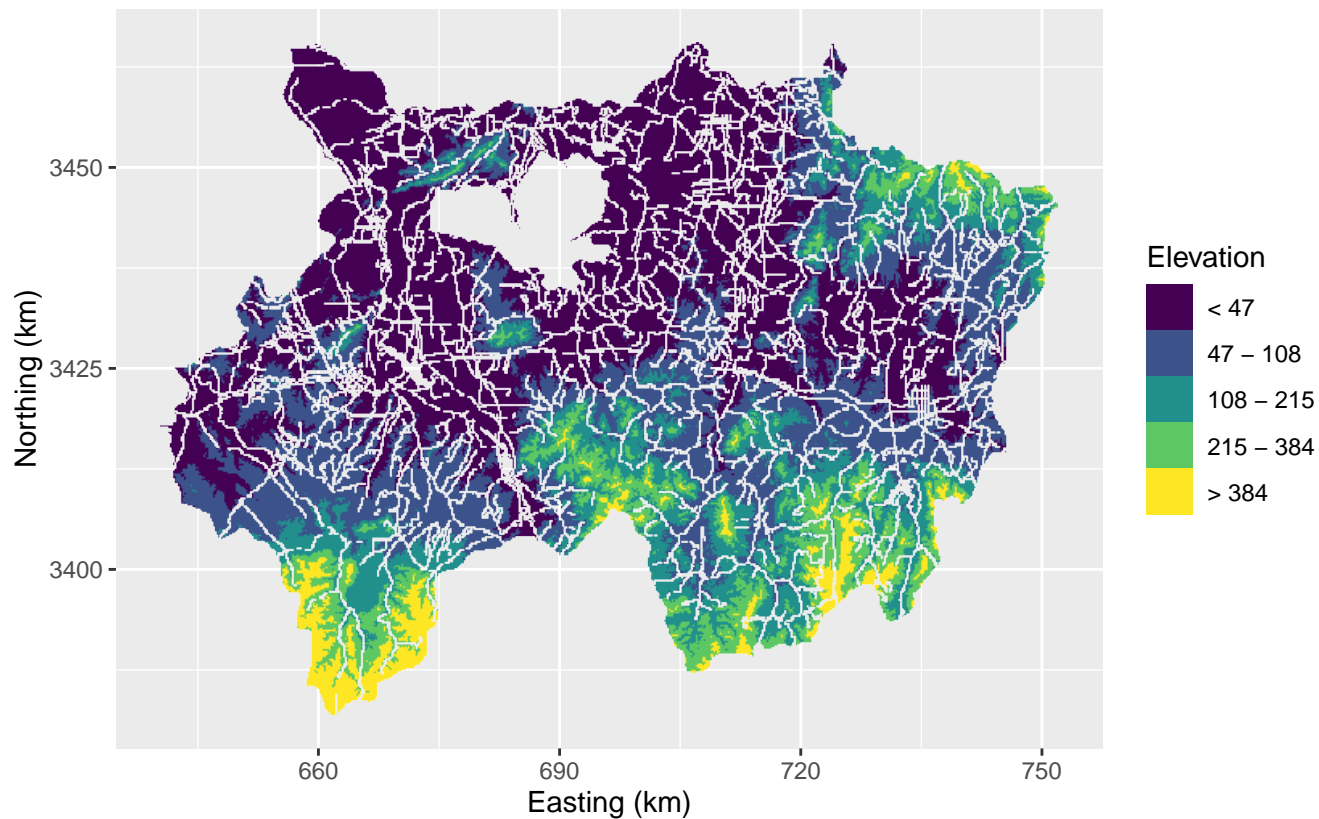 3450
3425
3400
Northing (km)
660
690
720
750
Easting (km)
Elevation
< 47
47 − 108
108 − 215
215 − 384
> 384